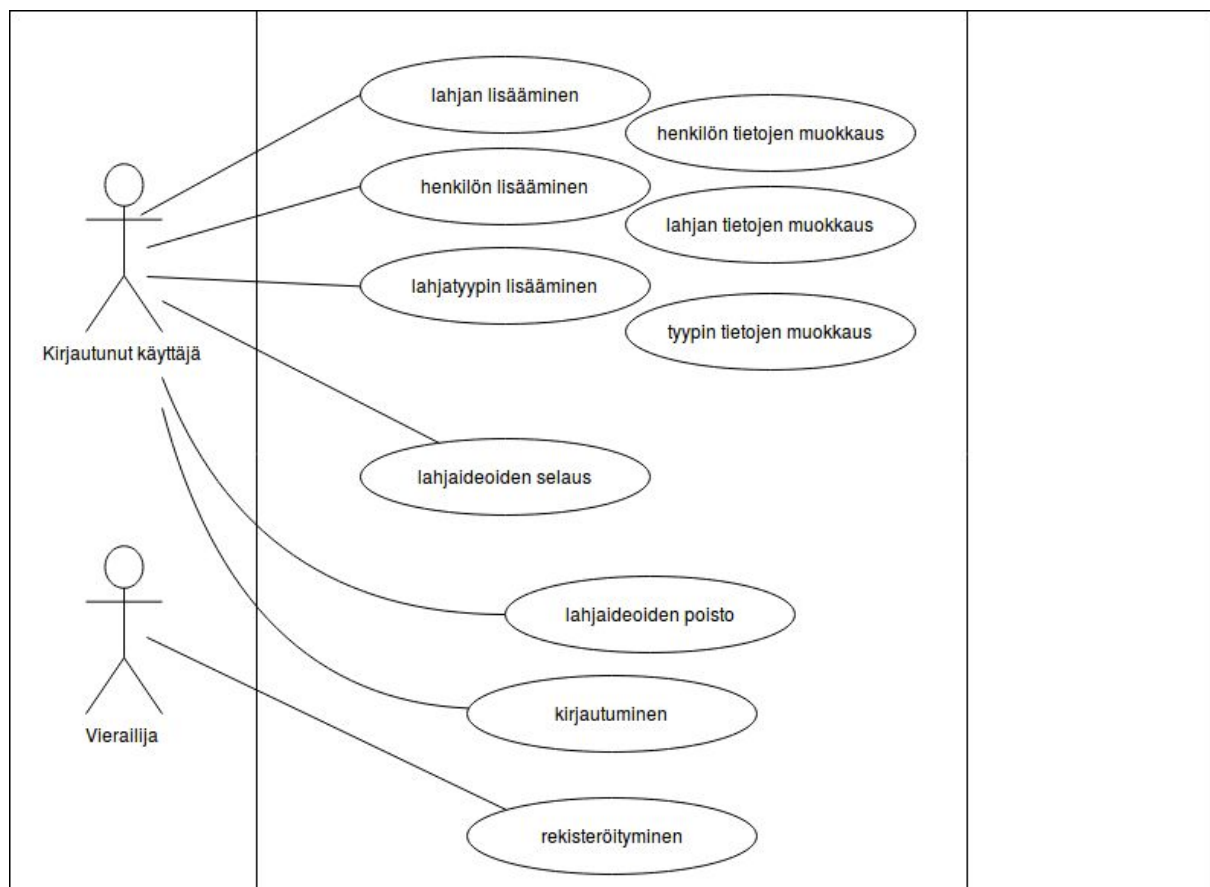 lahjan lisääminen
henkilön tietojen muokkaus
henkilön lisääminen
lahjan tietojen muokkaus
lahjatyypin lisääminen
tyypin tietojen muokkaus
Kirjautunut käyttäjä
lahjaideoiden selaus
lahjaideoiden poisto
kirjautuminen
Vierailija
rekisteröityminen